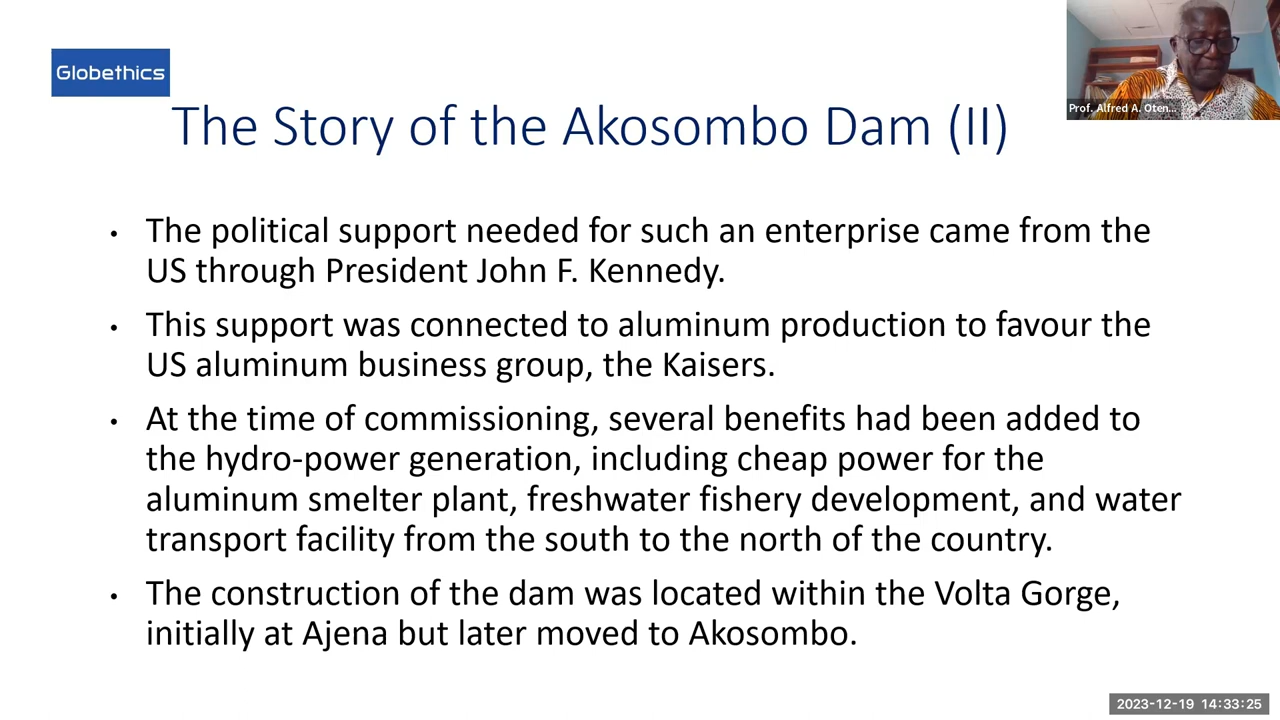 Globethics
Prof. Alfred A. Oten...
The Story of the Akosombo Dam (II)
• The political support needed for such an enterprise came from the
US through President John F. Kennedy.
• This support was connected to aluminum production to favour the
US aluminum business group, the Kaisers.
• At the time of commissioning, several benefits had been added to
the hydro-power generation, including cheap power for the
aluminum smelter plant, freshwater fishery development, and water
transport facility from the south to the north of the country.
• The construction of the dam was located within the Volta Gorge,
initially at Ajena but later moved to Akosombo.
2023-12-19 14:33:25